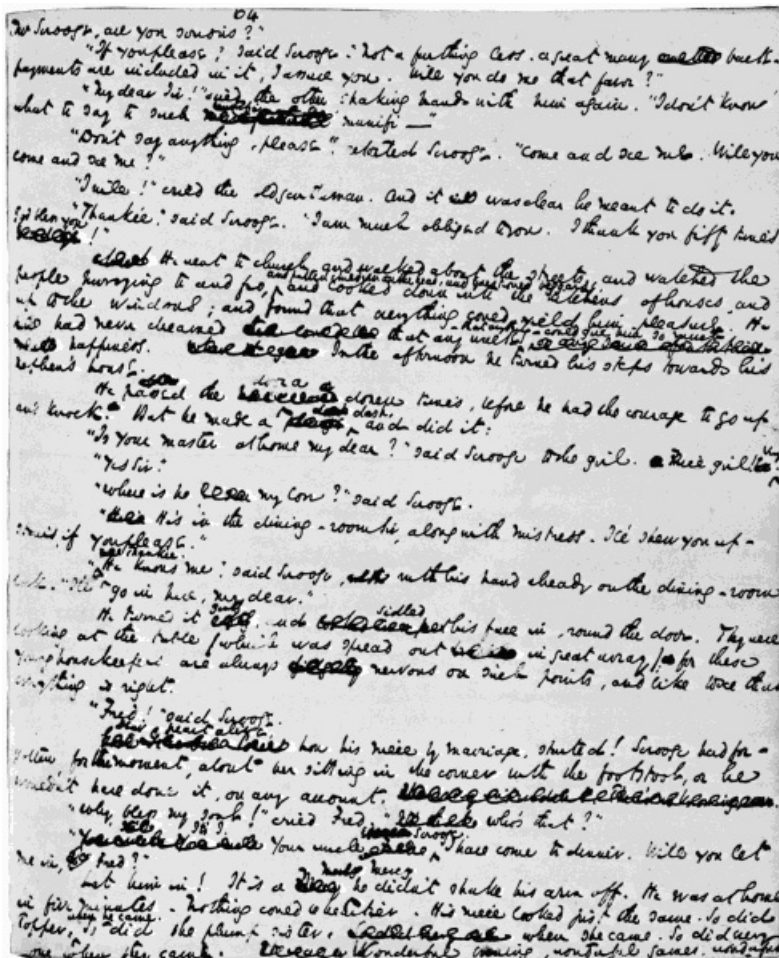 64
Mr Scrooge, are you serious?"
"If you please," said Scrooge. "Not a farthing less. A great many back-
payments are included in it, I assure you. Will you do me that favor?"
"My dear Sir!" said the other shaking hands with him again. "I don't know
what to say to such munifi—"
"Don't say anything, please," retorted Scrooge. "Come and see me. Will you
come and see me?"
"I will!" cried the old gentleman. And it was clear he meant to do it.
"Thankee," said Scrooge. "I am much obliged to you. I thank you fifty times
God bless you!"
He went to church, and walked about the streets, and watched the
people hurrying to and fro, and looked down into the kitchens of houses, and
up to the windows; and found that everything could yield him pleasure. He
had never dreamed that any walk - that anything - could give him so much
happiness. In the afternoon he turned his steps towards his
nephew's house.
He passed the door a dozen times, before he had the courage to go up
and knock. But he made a dash, and did it:
"Is your master at home my dear?" said Scrooge to the girl. Nice girl! Very
"Yes Sir."
"Where is he my love?" said Scrooge.
"He's in the dining-room sir, along with mistress. I'll shew you up-
stairs, if you please."
"Thankee. He knows me," said Scrooge, with his hand already on the dining-room
lock. "I'll go in here, my dear."
He turned it gently, and sidled his face in, round the door. They were
looking at the table (which was spread out in great array) for these
young housekeepers are always nervous on such points, and like to see that
everything is right.
"Fred!" said Scrooge.
Dear heart alive how his niece by marriage started! Scrooge had for-
gotten for the moment, about her sitting in the corner with the footstool, or he
wouldn't have done it, on any account.
"Why bless my soul!" cried Fred, "who's that?"
"It's I. Your uncle Scrooge. I have come to dinner. Will you let
me in, Fred?"
Let him in! It is a mercy he didn't shake his arm off. He was at home
in five minutes. Nothing could be heartier. His niece looked just the same. So did
Topper, when he came. So did the plump sister, when she came. So did every
one when they came. Wonderful games, wonderful